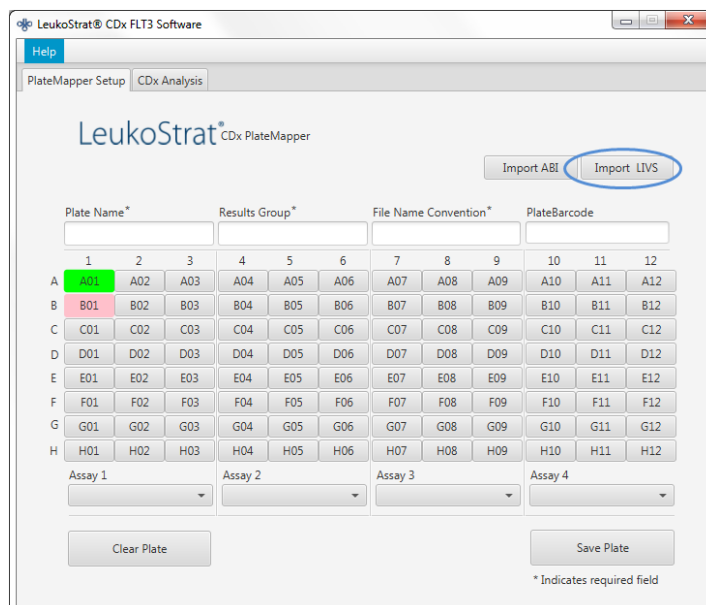 LeukoStrat® CDx FLT3 Software
Help
PlateMapper Setup CDx Analysis
LeukoStrat® CDx PlateMapper
Import ABI Import LIVS
Plate Name* Results Group* File Name Convention* PlateBarcode
1 2 3 4 5 6 7 8 9 10 11 12
A A01 A02 A03 A04 A05 A06 A07 A08 A09 A10 A11 A12
B B01 B02 B03 B04 B05 B06 B07 B08 B09 B10 B11 B12
C C01 C02 C03 C04 C05 C06 C07 C08 C09 C10 C11 C12
D D01 D02 D03 D04 D05 D06 D07 D08 D09 D10 D11 D12
E E01 E02 E03 E04 E05 E06 E07 E08 E09 E10 E11 E12
F F01 F02 F03 F04 F05 F06 F07 F08 F09 F10 F11 F12
G G01 G02 G03 G04 G05 G06 G07 G08 G09 G10 G11 G12
H H01 H02 H03 H04 H05 H06 H07 H08 H09 H10 H11 H12
Assay 1 Assay 2 Assay 3 Assay 4
Clear Plate Save Plate
* Indicates required field